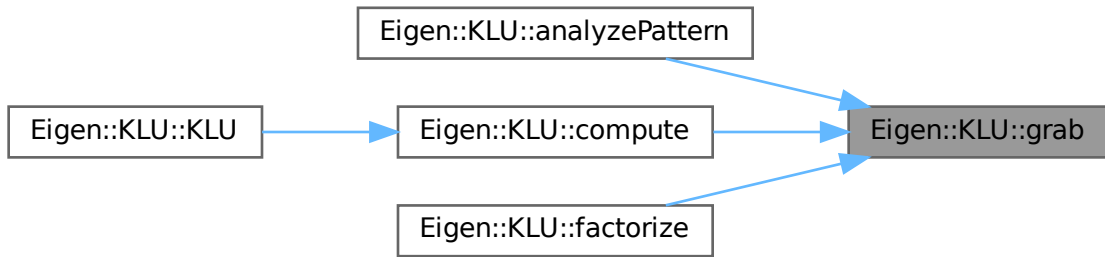 Eigen::KLU::analyzePattern
Eigen::KLU::KLU
Eigen::KLU::compute
Eigen::KLU::grab
Eigen::KLU::factorize